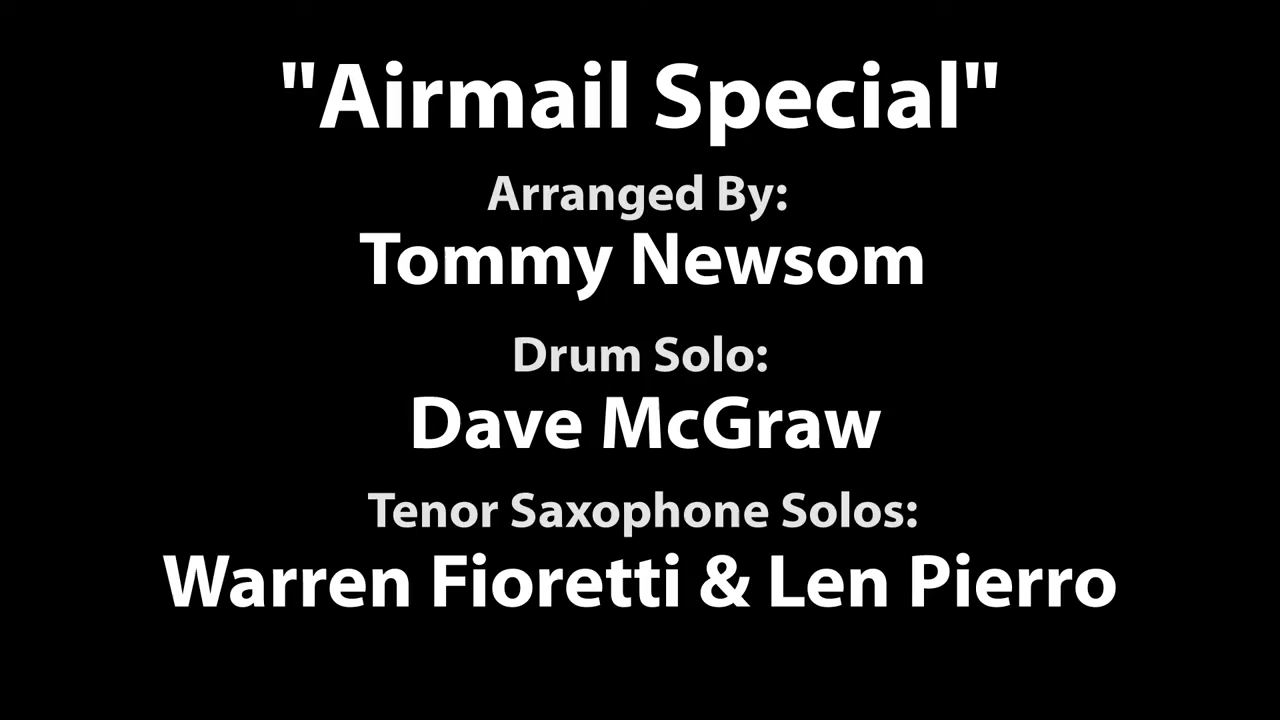 "Airmail Special"
Arranged By:
Tommy Newsom
Drum Solo:
Dave McGraw
Tenor Saxophone Solos:
Warren Fioretti & Len Pierro